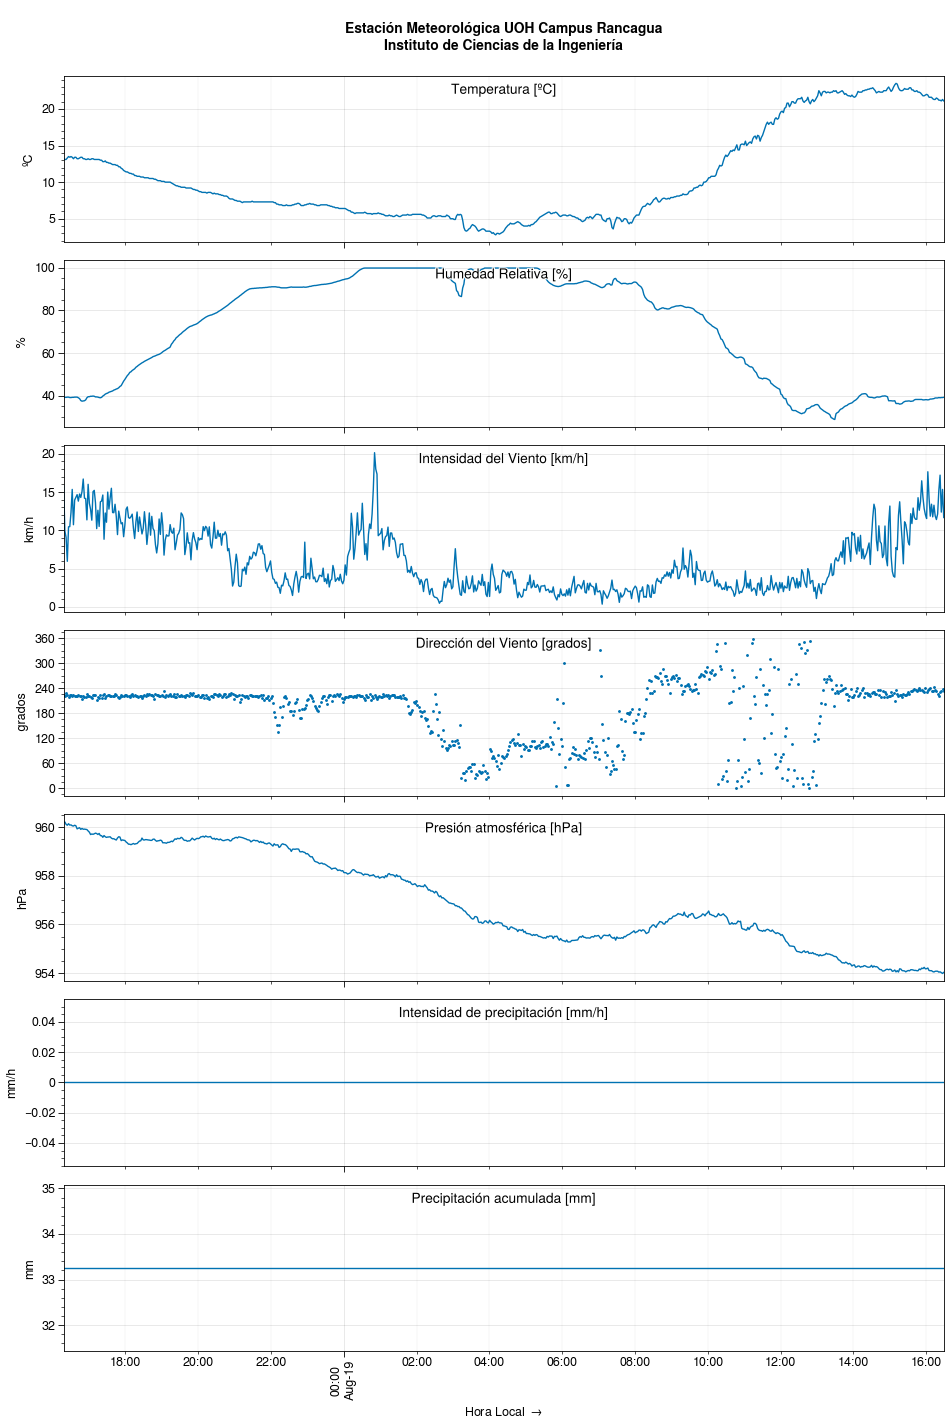 Estación Meteorológica UOH Campus Rancagua
Instituto de Ciencias de la Ingeniería
Temperatura [ºC]
ºC
20
15
10
5
Humedad Relativa [%]
%
100
80
60
40
Intensidad del Viento [km/h]
km/h
20
15
10
5
0
Dirección del Viento [grados]
grados
360
300
240
180
120
60
0
Presión atmosférica [hPa]
hPa
960
958
956
954
Intensidad de precipitación [mm/h]
mm/h
0.04
0.02
0
−0.02
−0.04
Precipitación acumulada [mm]
mm
35
34
33
32
18:00 20:00 22:00 00:00 02:00 04:00 06:00 08:00 10:00 12:00 14:00 16:00
Aug-19
Hora Local →